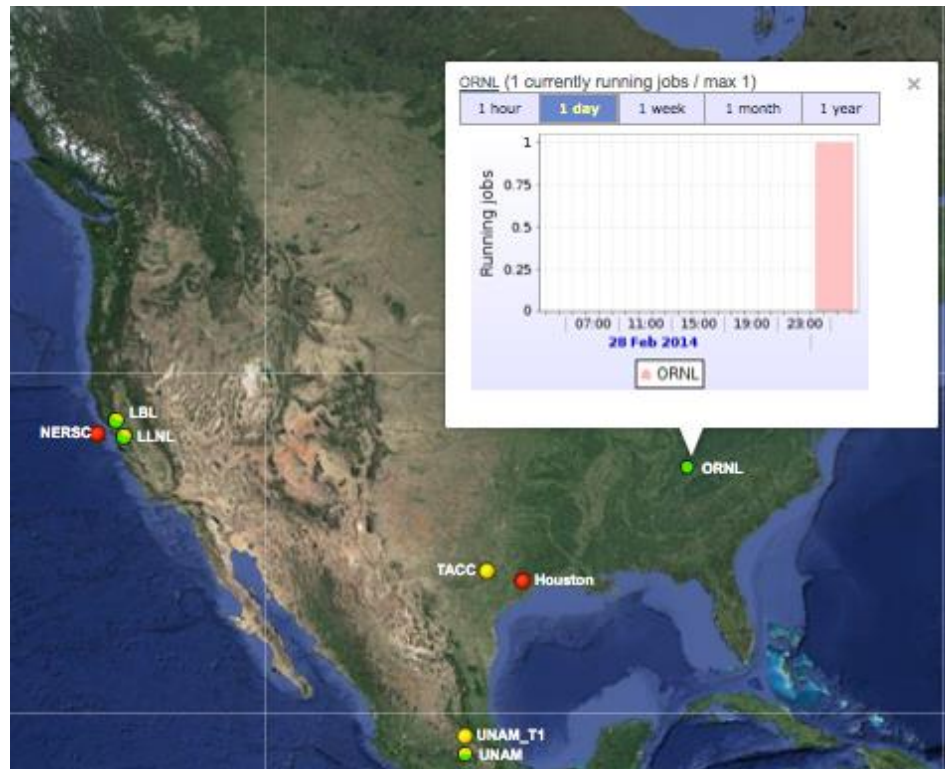 ORNL (1 currently running jobs / max 1)
1 hour 1 day 1 week 1 month 1 year
Running jobs
1
0.75
0.5
0.25
0
07:00 11:00 15:00 19:00 23:00
28 Feb 2014
ORNL
LBL
NERSC
LLNL
ORNL
TACC
Houston
UNAM_T1
UNAM